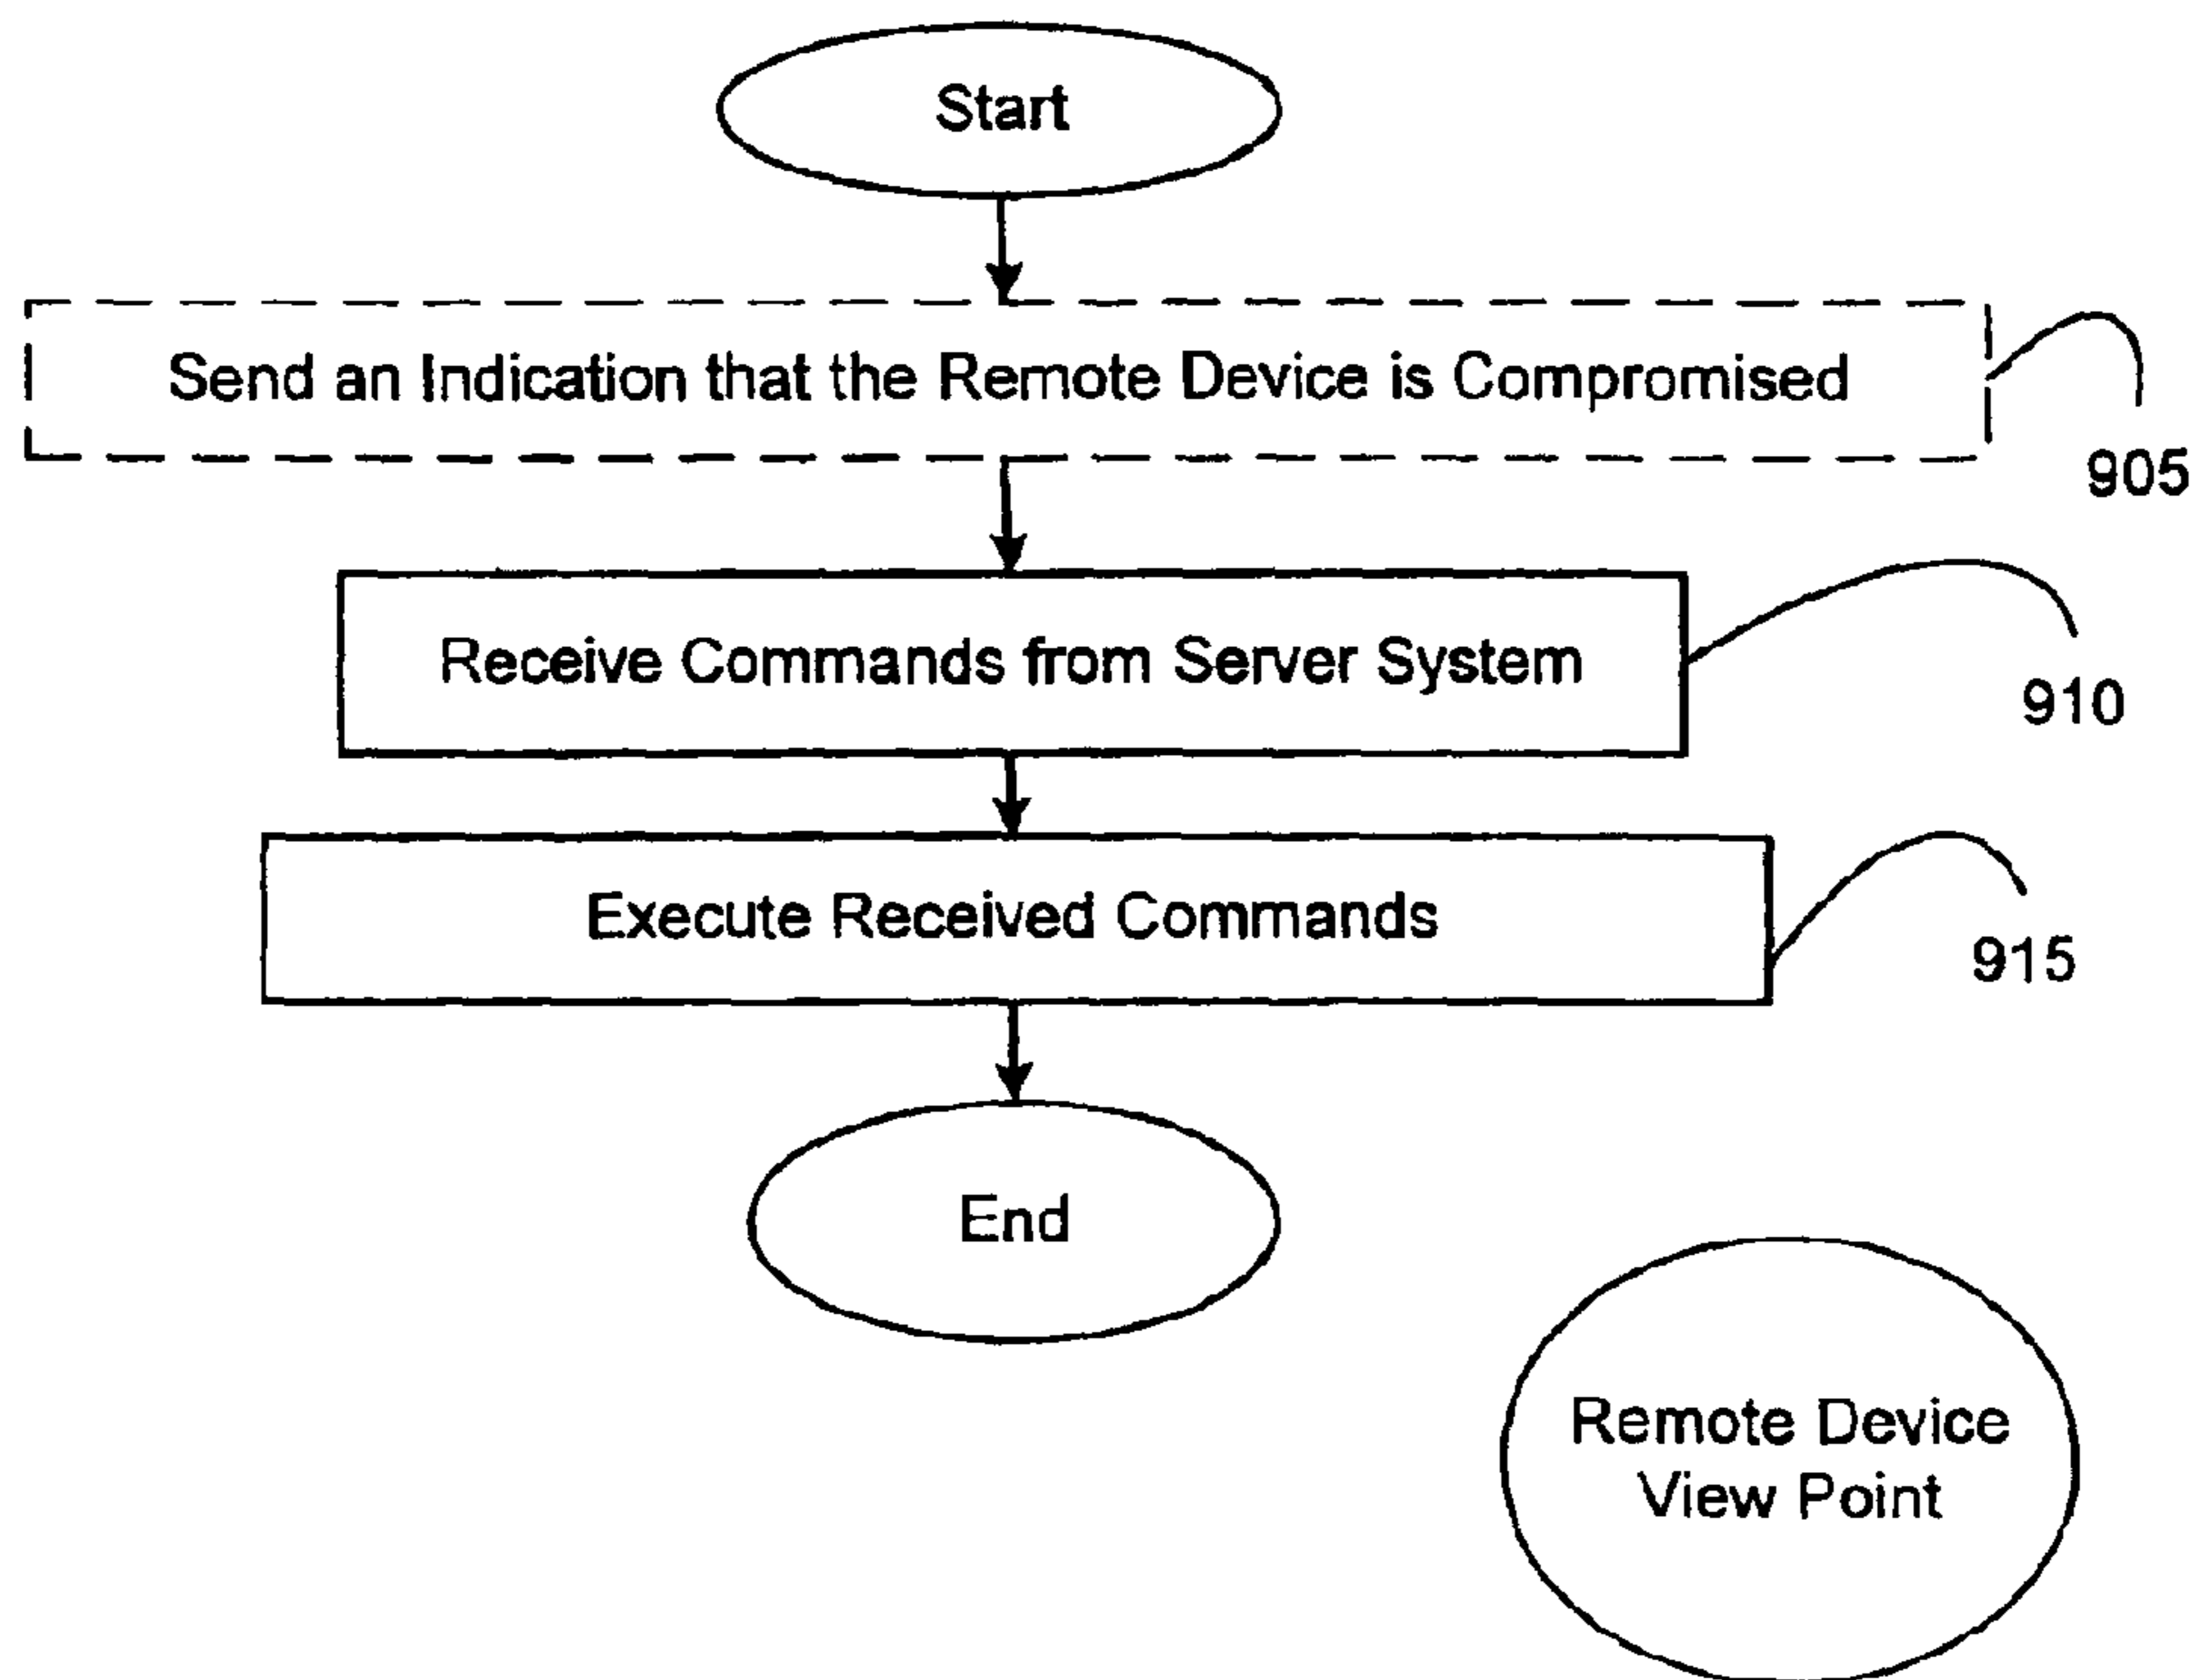 Start
Send an Indication that the Remote Device is Compromised
905
Receive Commands from Server System
910
Execute Received Commands
915
End
Remote Device
View Point